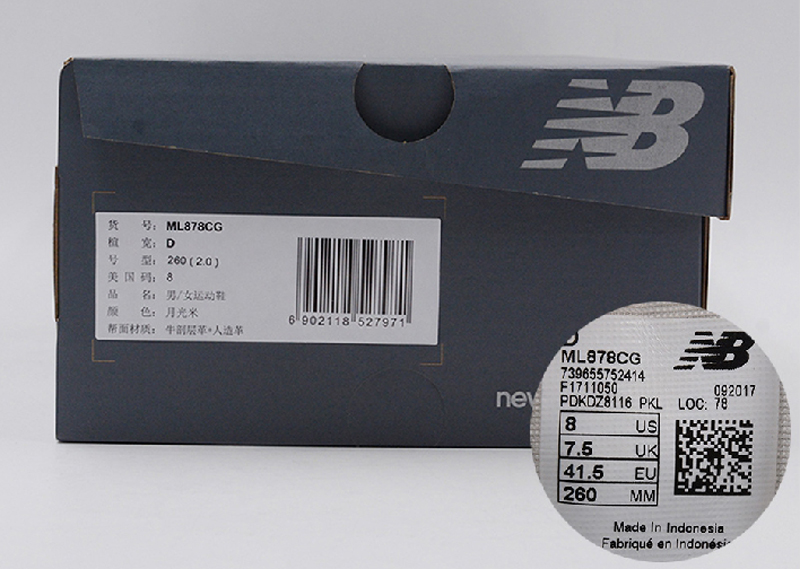 NB
货 号: ML878CG
楦 宽: D
号 型: 260 ( 2.0 )
美 国 码: 8
品 名: 男/女运动鞋
颜 色: 月光米
帮面材质: 牛剖层革*人造革
6 902118 527971
new
D
ML878CG
NB
739655752414
F1711050
092017
PDKDZ8116 PKL LOC: 78
8 US
7.5 UK
41.5 EU
260 MM
Made In Indonesia
Fabriqué en Indonésie